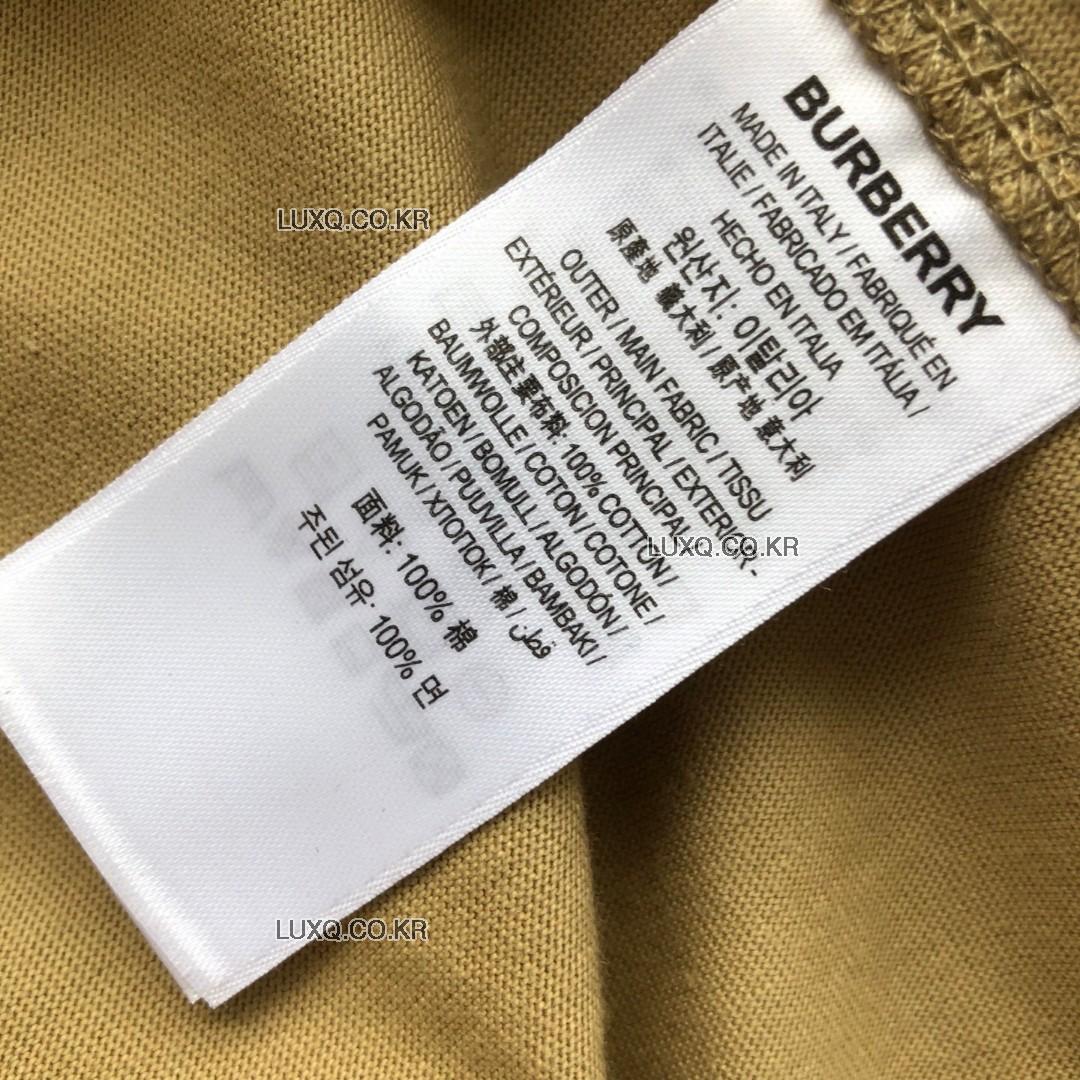 BURBERRY
MADE IN ITALY / FABRIQUÉ EN
ITALIE / FABRICADO EM ITÁLIA /
HECHO EN ITALIA
원산지: 이탈리아
原産地 意大利 / 原产地 意大利
OUTER / MAIN FABRIC / TISSU
EXTÉRIEUR / PRINCIPAL / EXTERIOR -
COMPOSICION PRINCIPAL -
外部主要布料: 100% COTTON /
BAUMWOLLE / COTON / COTONE /
KATOEN / BOMULL / ALGODÓN /
ALGODÃO / PUUVILLA / BAMBAKI /
PAMUK / ХЛОПОК / 棉 / قطن
面料: 100% 棉
주된 섬유: 100% 면
LUXQ.CO.KR
LUXQ.CO.KR
LUXQ.CO.KR